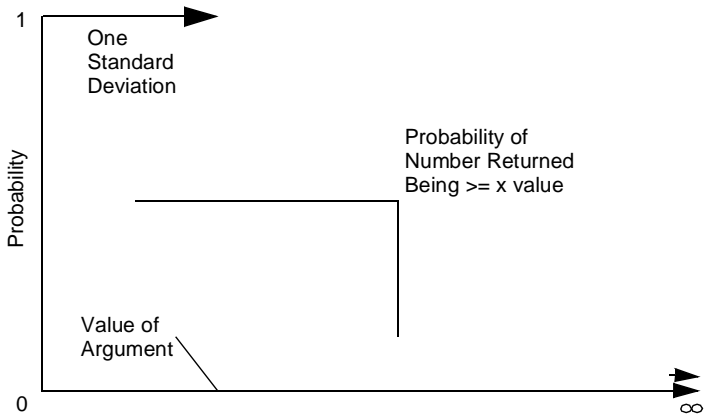 1
One
Standard
Deviation
Probability of
Number Returned
Being >= x value
Probability
Value of
Argument
0
∞